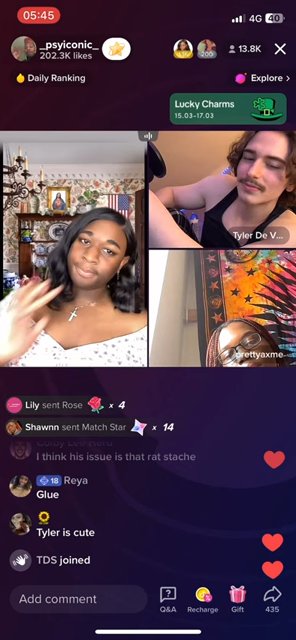 05:45
4G 40
_psyiconic_
202.3K likes
200
13.8K
Daily Ranking
Explore >
Lucky Charms
15.03-17.03
Tyler De V...
prettyaxme
Lily sent Rose x 4
Shawnn sent Match Star x 14
I think his issue is that rat stache
18 Reya
Glue
Tyler is cute
TDS joined
Add comment
Q&A
Recharge
Gift
435